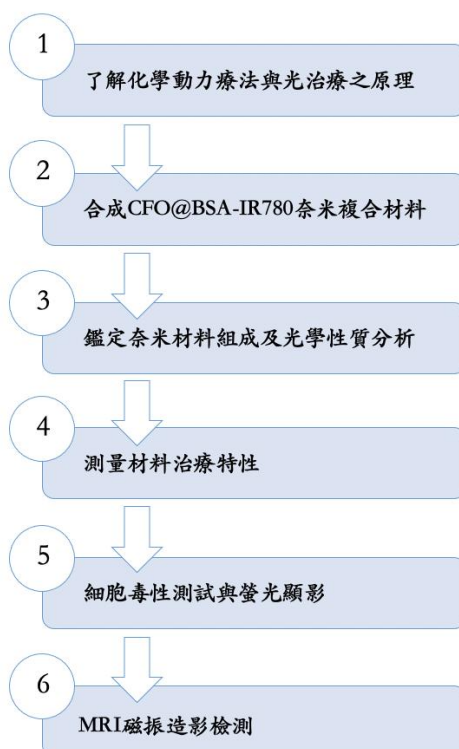 1
了解化學動力療法與光治療之原理
2
合成CFO@BSA-IR780奈米複合材料
3
鑑定奈米材料組成及光學性質分析
4
測量材料治療特性
5
細胞毒性測試與螢光顯影
6
MRI磁振造影檢測